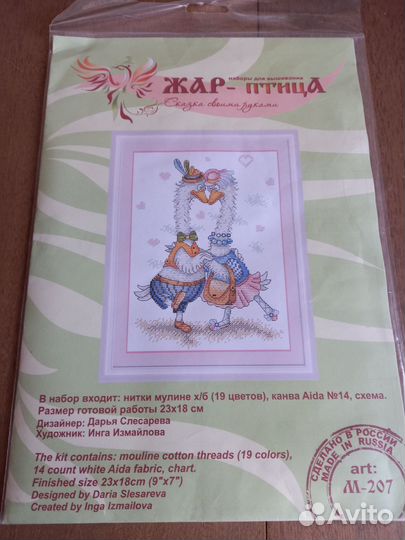 наборы для вышивания
ЖАР-ПТИЦА
Сказка своими руками
В набор входит: нитки мулине х/б (19 цветов), канва Aida №14, схема.
Размер готовой работы 23х18 см
Дизайнер: Дарья Слесарева
Художник: Инга Измайлова
The kit contains: mouline cotton threads (19 colors),
14 count white Aida fabric, chart.
Finished size 23x18cm (9"x7")
Designed by Daria Slesareva
Created by Inga Izmailova
СДЕЛАНО В РОССИИ
MADE IN RUSSIA
art:
М-207
Avito